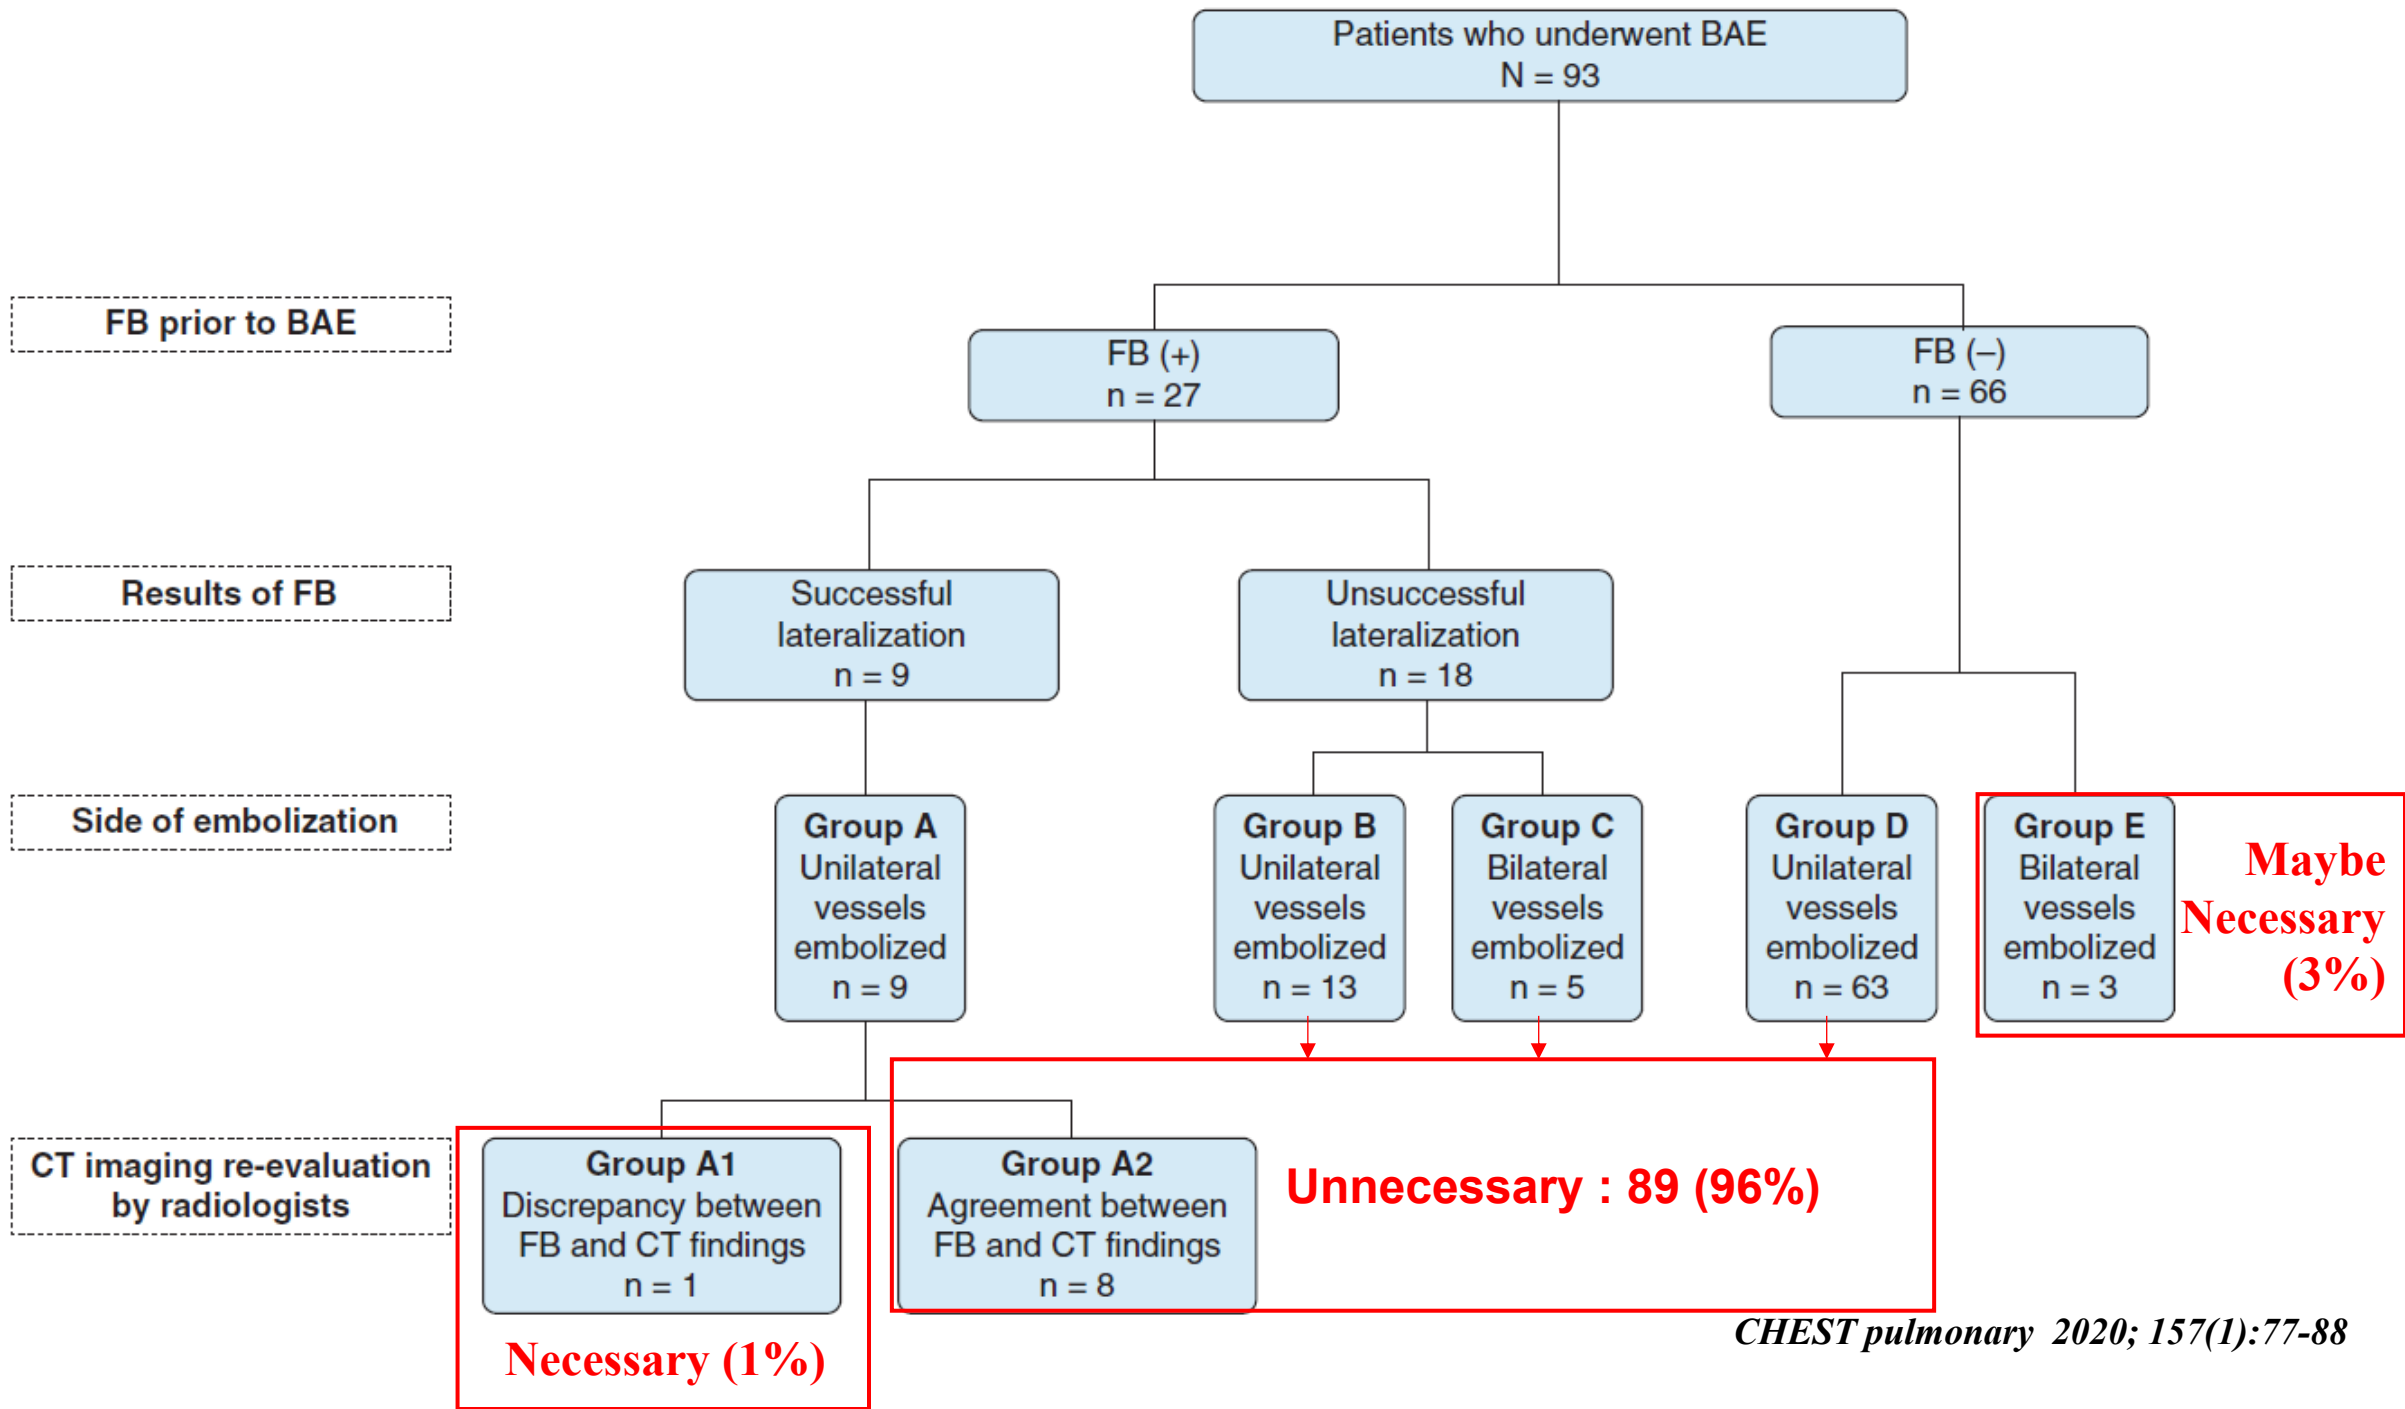 Patients who underwent BAE
N = 93
FB prior to BAE
FB (+)
n = 27
FB (–)
n = 66
Results of FB
Successful
lateralization
n = 9
Unsuccessful
lateralization
n = 18
Side of embolization
Group A
Unilateral
vessels
embolized
n = 9
Group B
Unilateral
vessels
embolized
n = 13
Group C
Bilateral
vessels
embolized
n = 5
Group D
Unilateral
vessels
embolized
n = 63
Group E
Bilateral
vessels
embolized
n = 3
Maybe
Necessary
(3%)
CT imaging re-evaluation
by radiologists
Group A1
Discrepancy between
FB and CT findings
n = 1
Necessary (1%)
Group A2
Agreement between
FB and CT findings
n = 8
Unnecessary : 89 (96%)
CHEST pulmonary 2020; 157(1):77-88